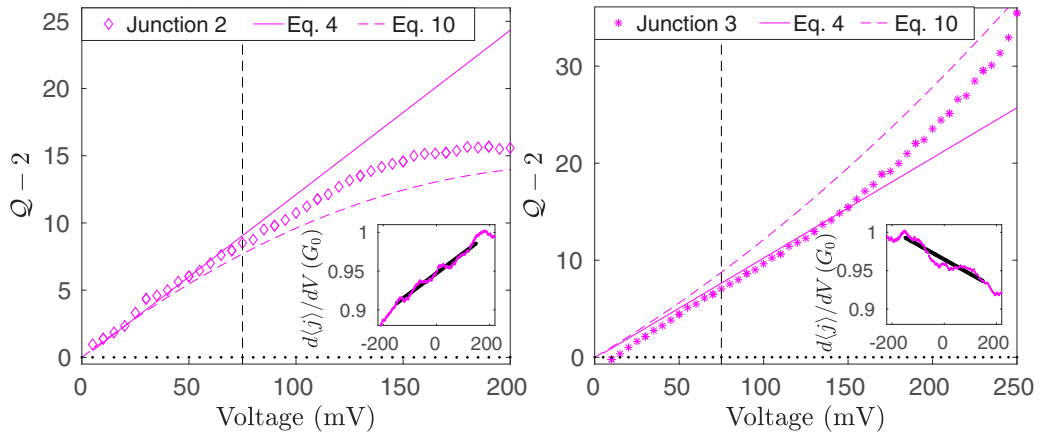 Junction 2 Eq. 4 Eq. 10
25
20
15
10
5
0
𝒬 − 2
0 50 100 150 200
Voltage (mV)
1
0.95
0.9
d⟨j⟩/dV (G₀)
-200 0 200
Junction 3 Eq. 4 Eq. 10
30
20
10
0
𝒬 − 2
0 50 100 150 200 250
Voltage (mV)
1
0.95
0.9
d⟨j⟩/dV (G₀)
-200 0 200